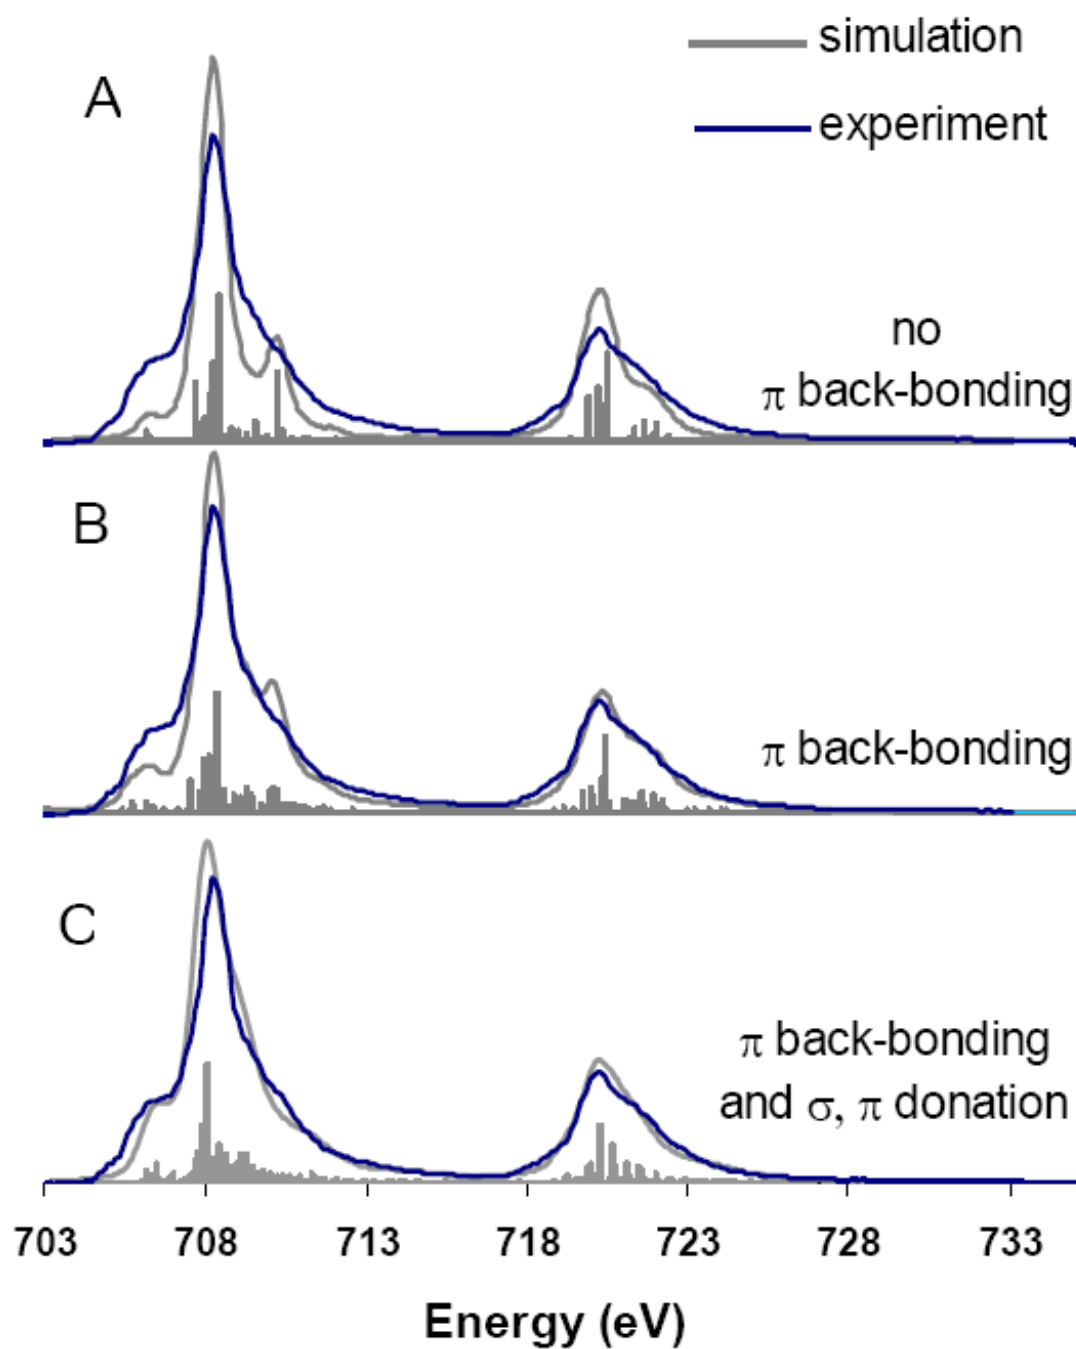 simulation
A
experiment
no
π back-bonding
B
π back-bonding
C
π back-bonding
and σ, π donation
703 708 713 718 723 728 733
Energy (eV)